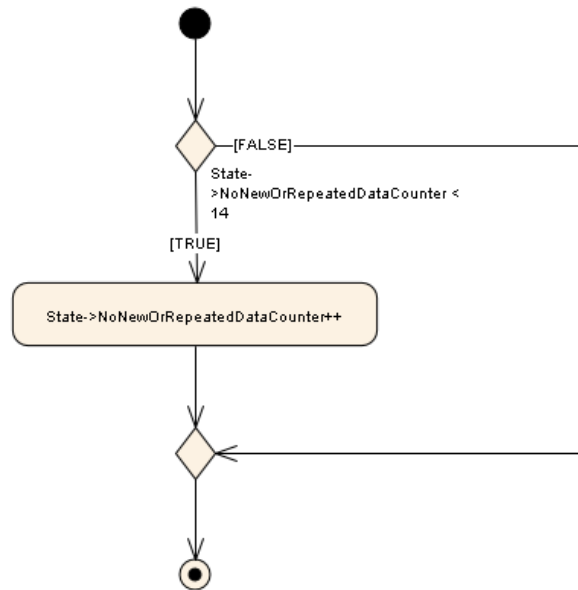 [FALSE]
State-
>NoNewOrRepeatedDataCounter <
14
[TRUE]
State->NoNewOrRepeatedDataCounter++